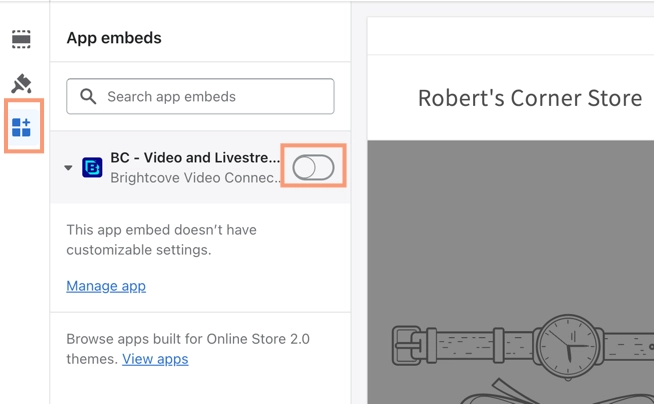 App embeds
Search app embeds
BC - Video and Livestre...
Brightcove Video Connec...
This app embed doesn't have
customizable settings.
Manage app
Browse apps built for Online Store 2.0
themes. View apps
Robert's Corner Store